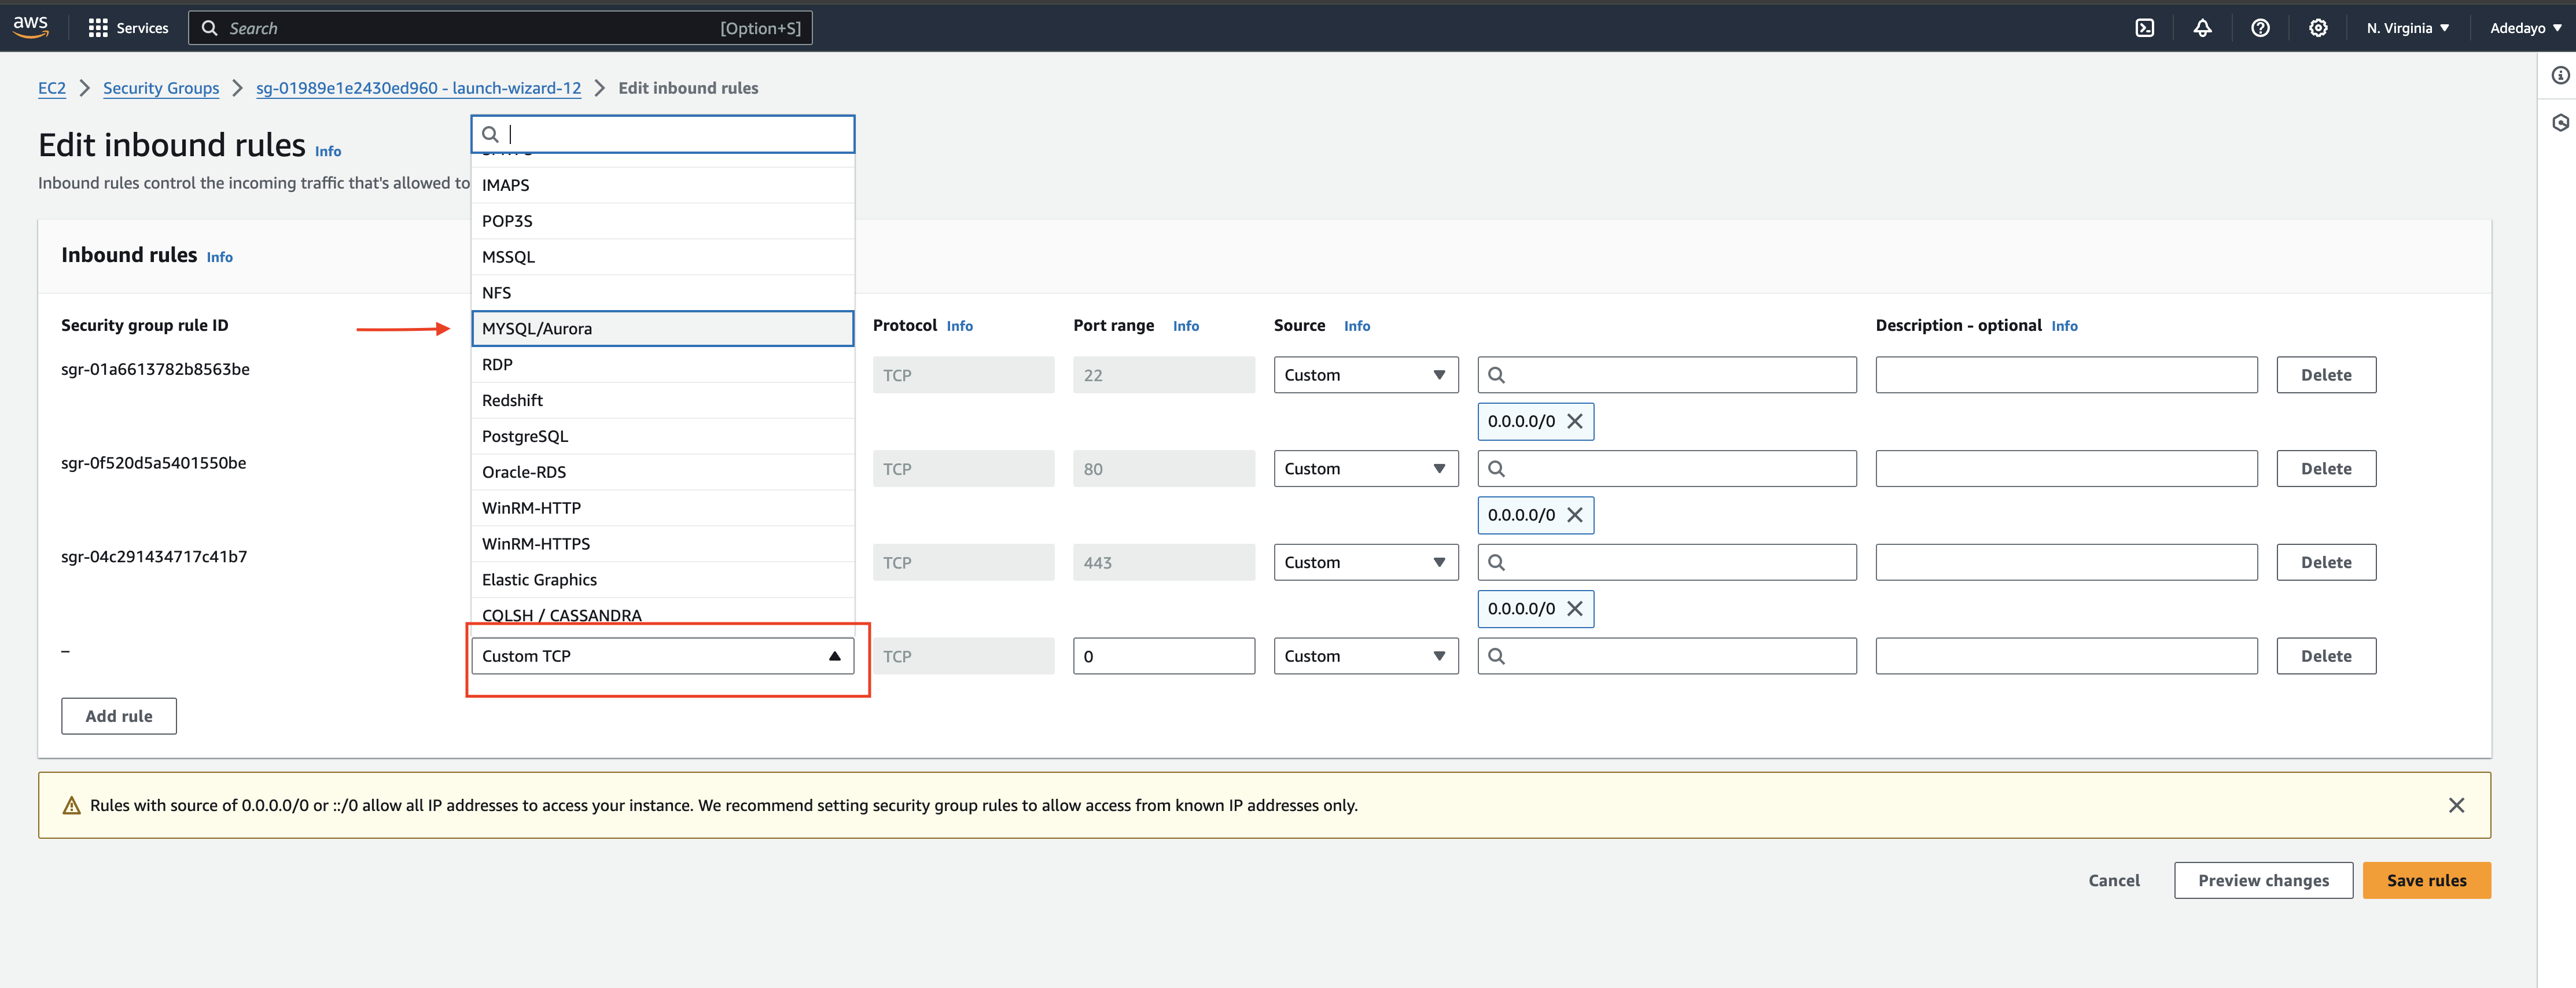 aws Services Search [Option+S] N. Virginia Adedayo
EC2 Security Groups sg-01989e1e2430ed960 - launch-wizard-12 Edit inbound rules
Edit inbound rules Info
Inbound rules control the incoming traffic that's allowed to
IMAPS
POP3S
MSSQL
NFS
MYSQL/Aurora
RDP
Redshift
PostgreSQL
Oracle-RDS
WinRM-HTTP
WinRM-HTTPS
Elastic Graphics
CQLSH / CASSANDRA
Inbound rules Info
Security group rule ID Protocol Info Port range Info Source Info Description - optional Info
sgr-01a6613782b8563be TCP 22 Custom Delete
0.0.0.0/0
sgr-0f520d5a5401550be TCP 80 Custom Delete
0.0.0.0/0
sgr-04c291434717c41b7 TCP 443 Custom Delete
0.0.0.0/0
– Custom TCP TCP 0 Custom Delete
Add rule
Rules with source of 0.0.0.0/0 or ::/0 allow all IP addresses to access your instance. We recommend setting security group rules to allow access from known IP addresses only.
Cancel Preview changes Save rules